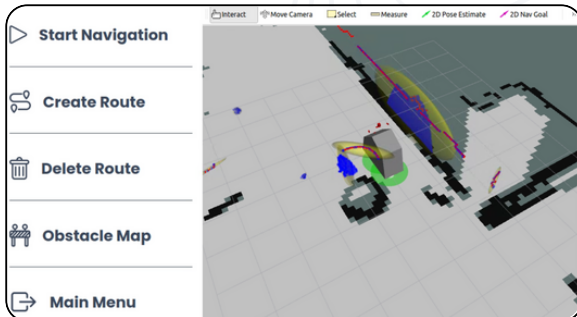 Interact Move Camera Select Measure 2D Pose Estimate 2D Nav Goal
Start Navigation
Create Route
Delete Route
Obstacle Map
Main Menu